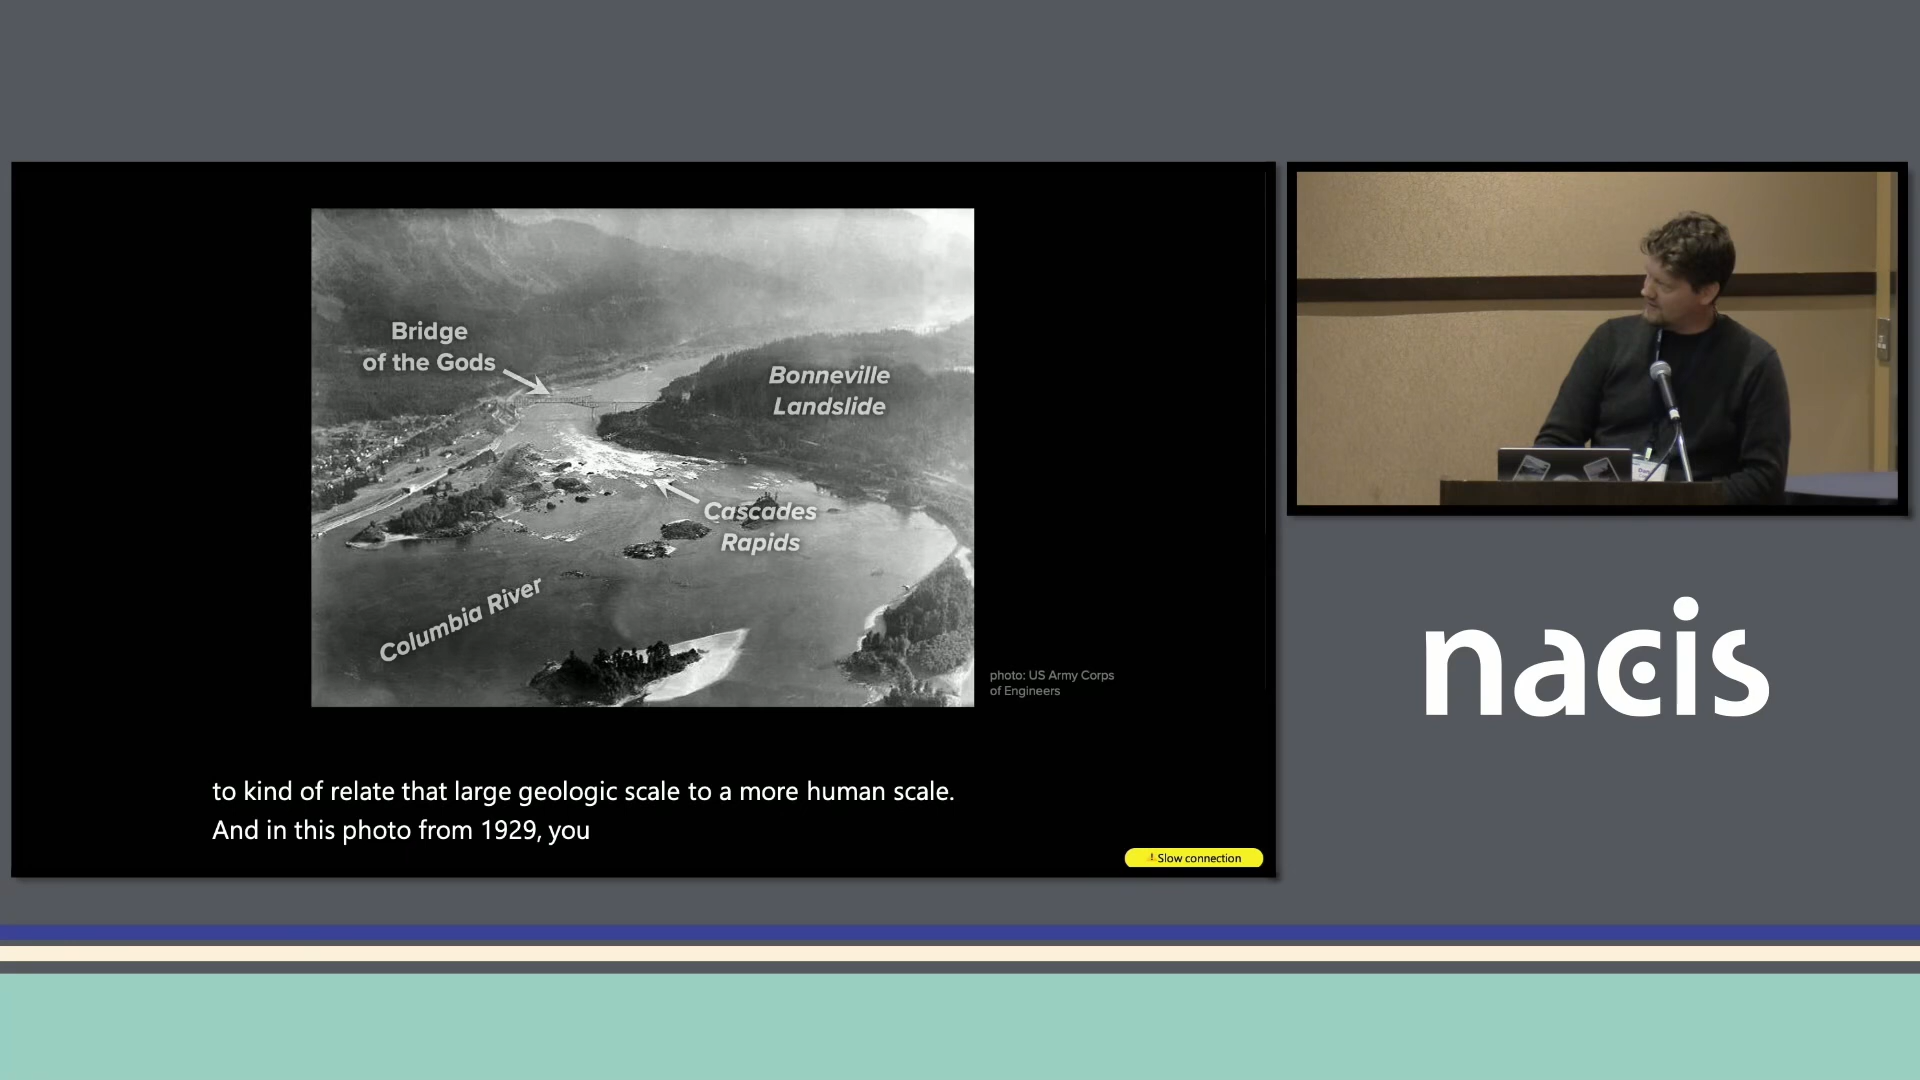 Bridge
of the Gods
Bonneville
Landslide
Cascades
Rapids
Columbia River
photo: US Army Corps
of Engineers
to kind of relate that large geologic scale to a more human scale.
And in this photo from 1929, you
Slow connection
Dan
nacis